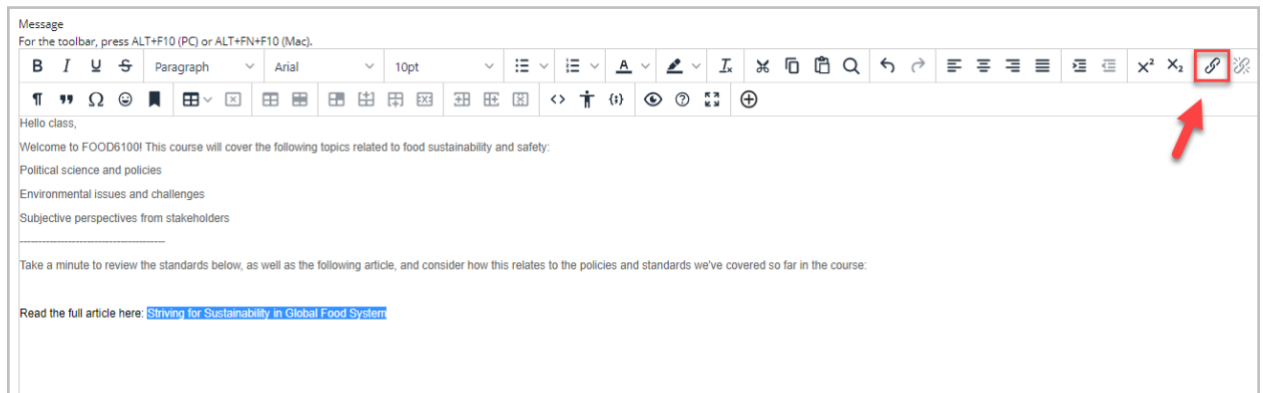 Message
For the toolbar, press ALT+F10 (PC) or ALT+FN+F10 (Mac).
B I U S Paragraph Arial 10pt A Tx X² X₂
¶ Ω
Hello class,
Welcome to FOOD6100! This course will cover the following topics related to food sustainability and safety:
Political science and policies
Environmental issues and challenges
Subjective perspectives from stakeholders
----------------------------------------
Take a minute to review the standards below, as well as the following article, and consider how this relates to the policies and standards we've covered so far in the course:
Read the full article here: Striving for Sustainability in Global Food System